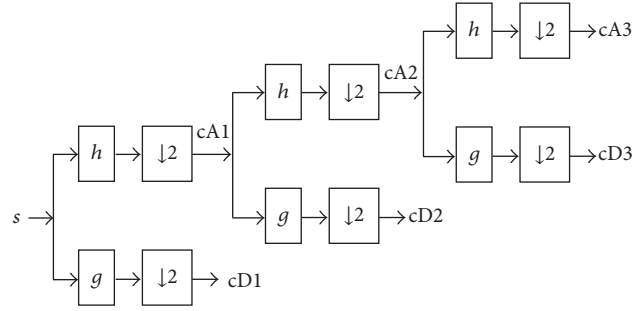 h ↓2 cA3
h ↓2 cA2
h ↓2 cA1
g ↓2 cD3
s
g ↓2 cD2
g ↓2 cD1